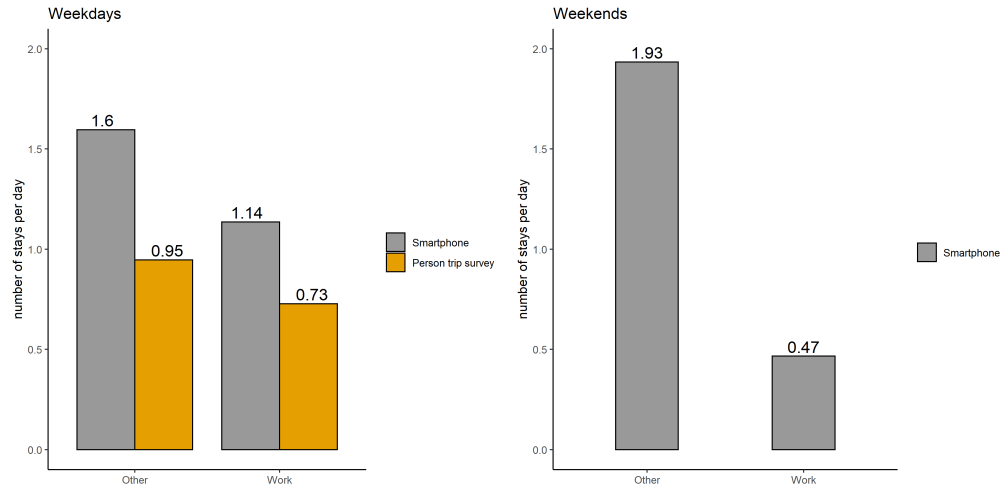 Weekdays
number of stays per day
2.0
1.5
1.0
0.5
0.0
1.6
0.95
1.14
0.73
Other
Work
Smartphone
Person trip survey
Weekends
number of stays per day
2.0
1.5
1.0
0.5
0.0
1.93
0.47
Other
Work
Smartphone